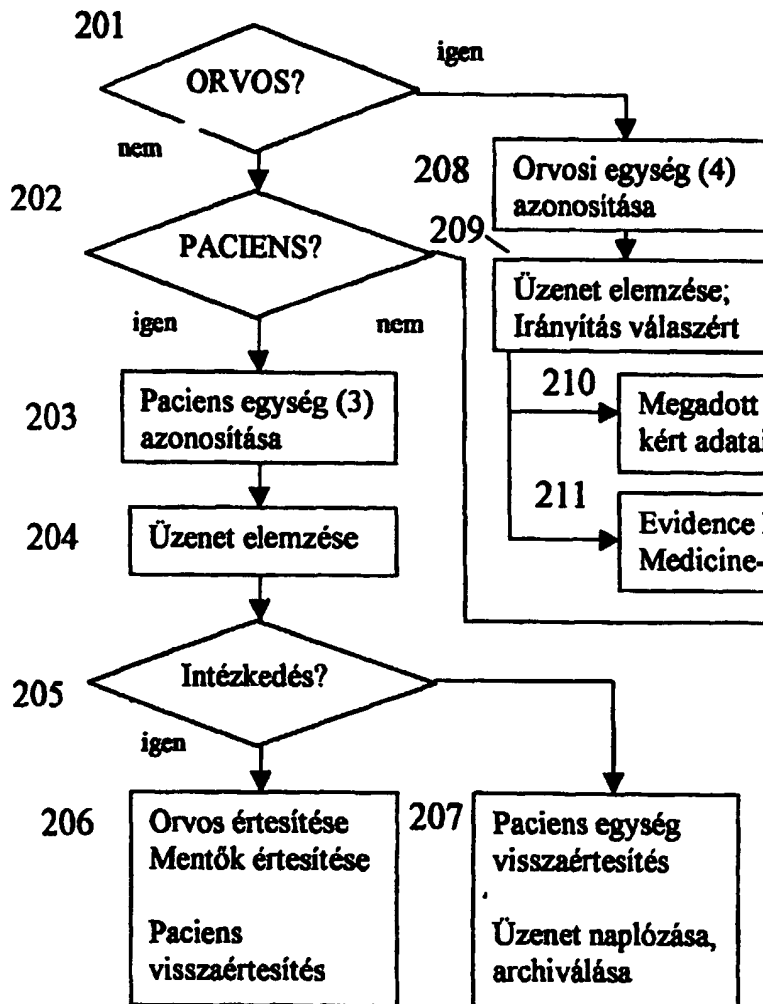 201
ORVOS?
igen
nem
202
PACIENS?
igen
nem
203
Paciens egység (3)
azonosítása
204
Üzenet elemzése
205
Intézkedés?
igen
206
Orvos értesítése
Mentők értesítése
Paciens
visszaértesítés
207
Paciens egység
visszaértesítés
Üzenet naplózása,
archiválása
208
Orvosi egység (4)
azonosítása
209
Üzenet elemzése;
Irányítás válaszért
210
Megadott
kért adatai
211
Evidence
Medicine-